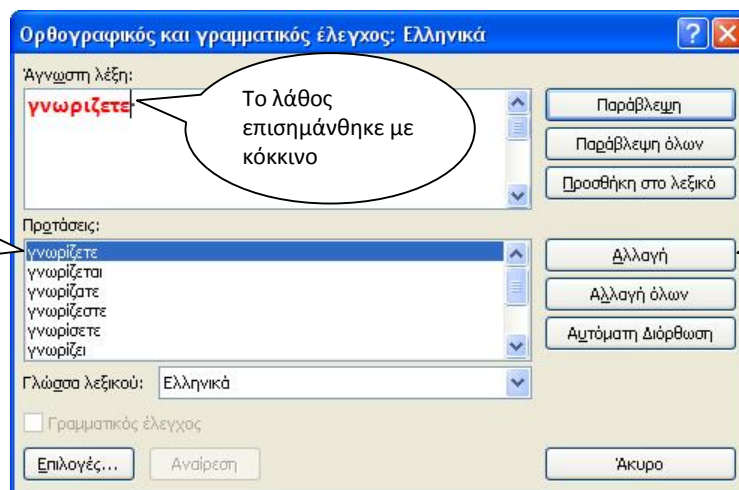 Ορθογραφικός και γραμματικός έλεγχος: Ελληνικά
Άγνωστη λέξη:
γνωριζετε
Το λάθος
επισημάνθηκε με
κόκκινο
Παράβλεψη
Παράβλεψη όλων
Προσθήκη στο λεξικό
Προτάσεις:
γνωρίζετε
γνωρίζεται
γνωρίζατε
γνωρίζεστε
γνωρίσετε
γνωρίζει
Αλλαγή
Αλλαγή όλων
Αυτόματη Διόρθωση
Γλώσσα λεξικού: Ελληνικά
Γραμματικός έλεγχος
Επιλογές... Αναίρεση Άκυρο